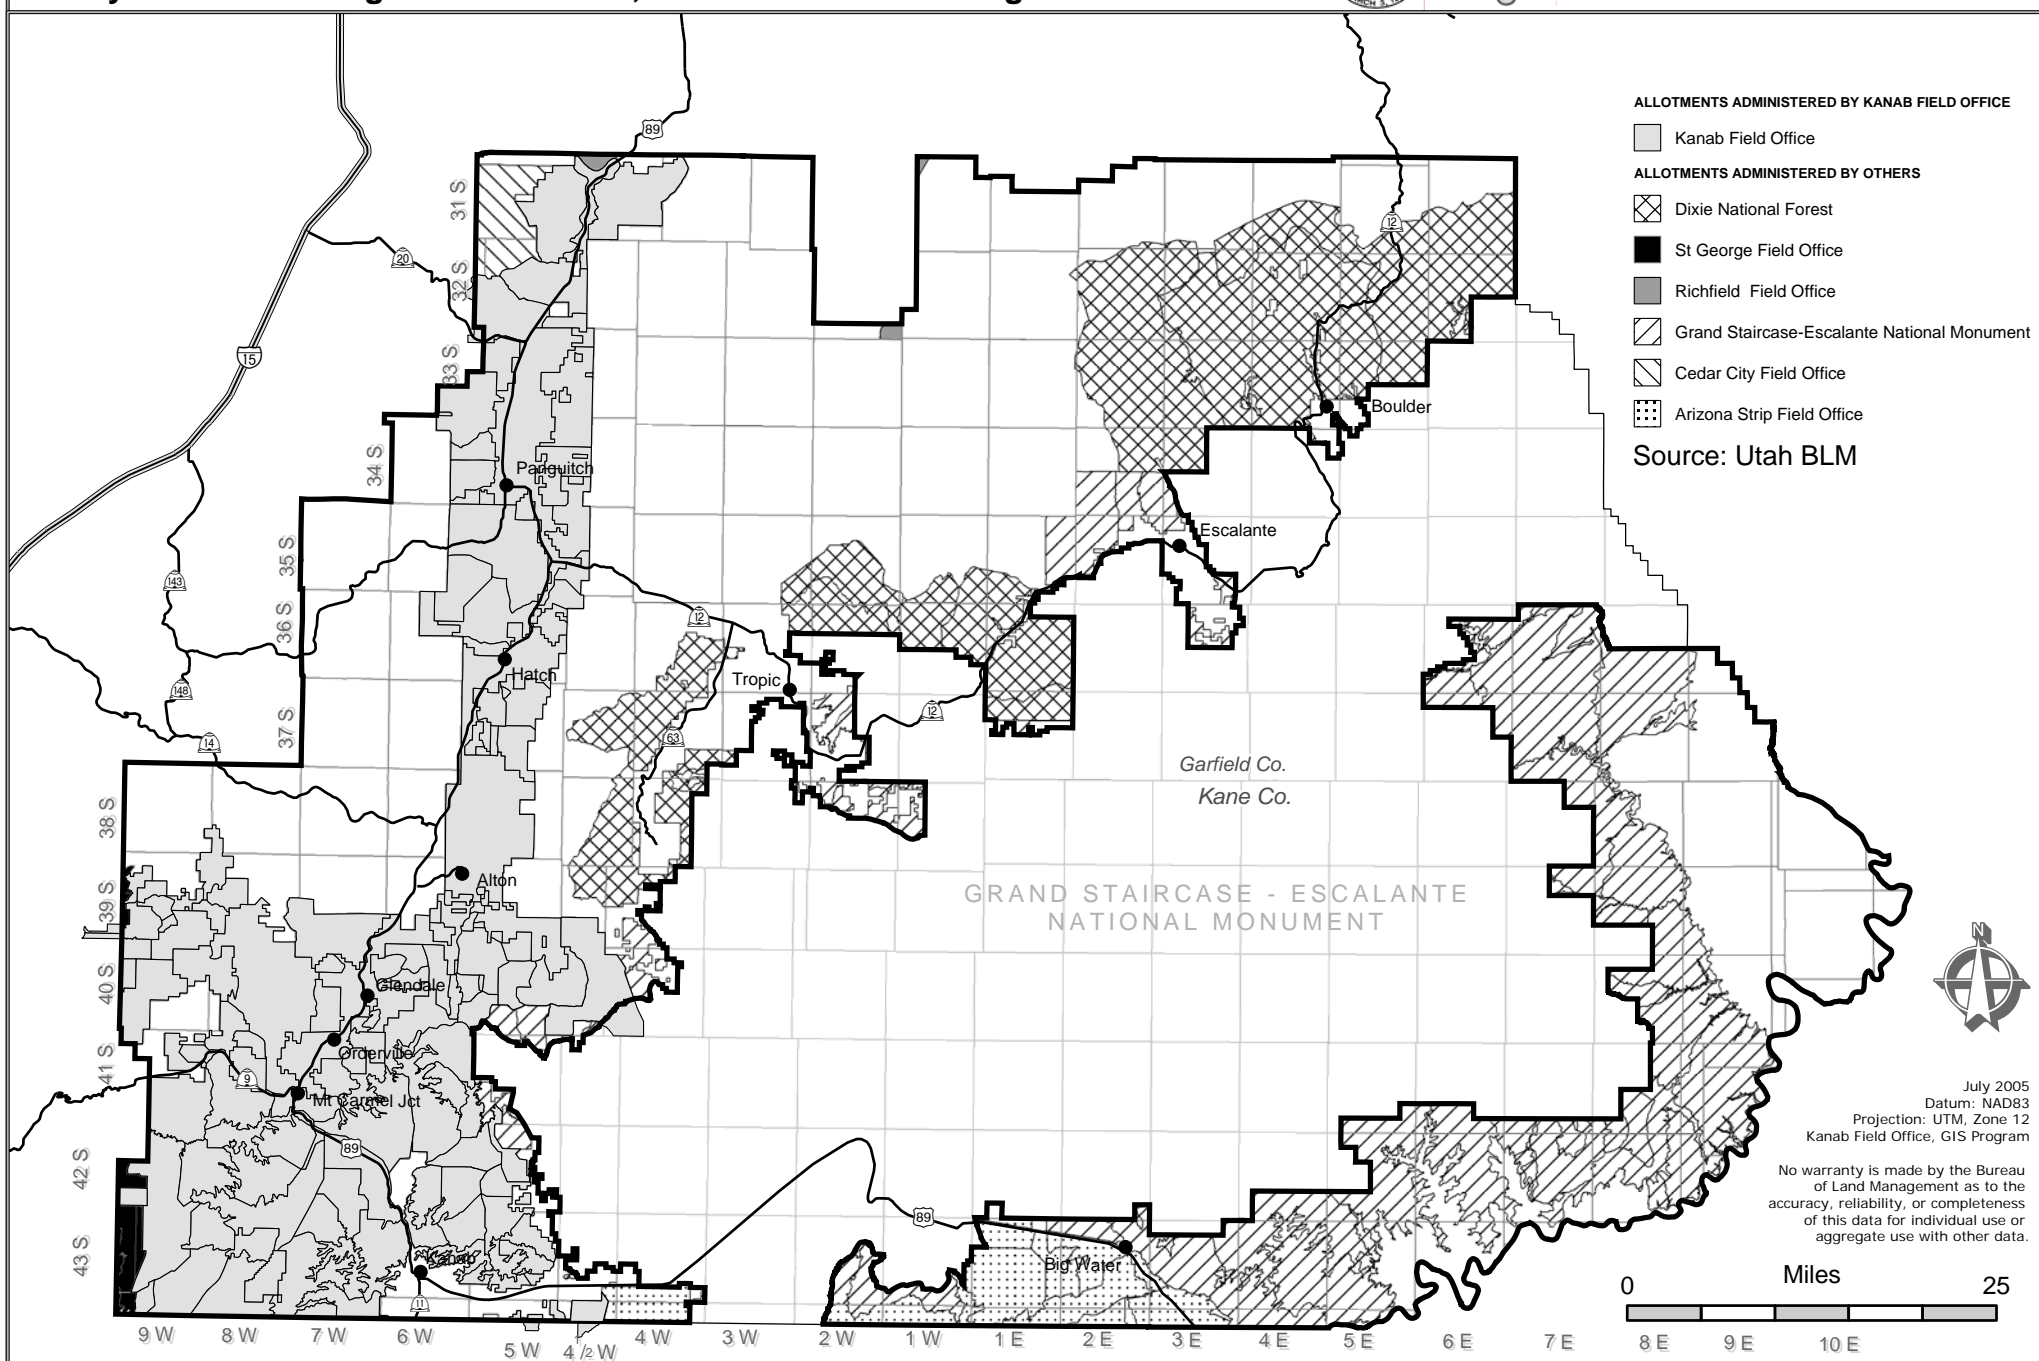 ALLOTMENTS ADMINISTERED BY KANAB FIELD OFFICE
Kanab Field Office
ALLOTMENTS ADMINISTERED BY OTHERS
Dixie National Forest
St George Field Office
Richfield Field Office
Grand Staircase-Escalante National Monument
Cedar City Field Office
Arizona Strip Field Office
Source: Utah BLM
89
12
20
15
31 S
32 S
33 S
34 S
35 S
36 S
37 S
38 S
39 S
40 S
41 S
42 S
43 S
Boulder
Panguitch
Escalante
143
12
Hatch
Tropic
148
12
14
63
Garfield Co.
Kane Co.
Alton
GRAND STAIRCASE - ESCALANTE
NATIONAL MONUMENT
N
Glendale
Orderville
9
Mt Carmel Jct
89
89
Kanab
Big Water
11
July 2005
Datum: NAD83
Projection: UTM, Zone 12
Kanab Field Office, GIS Program
No warranty is made by the Bureau
of Land Management as to the
accuracy, reliability, or completeness
of this data for individual use or
aggregate use with other data.
0 Miles 25
9 W 8 W 7 W 6 W 5 W 4 1/2 W 4 W 3 W 2 W 1 W 1 E 2 E 3 E 4 E 5 E 6 E 7 E 8 E 9 E 10 E